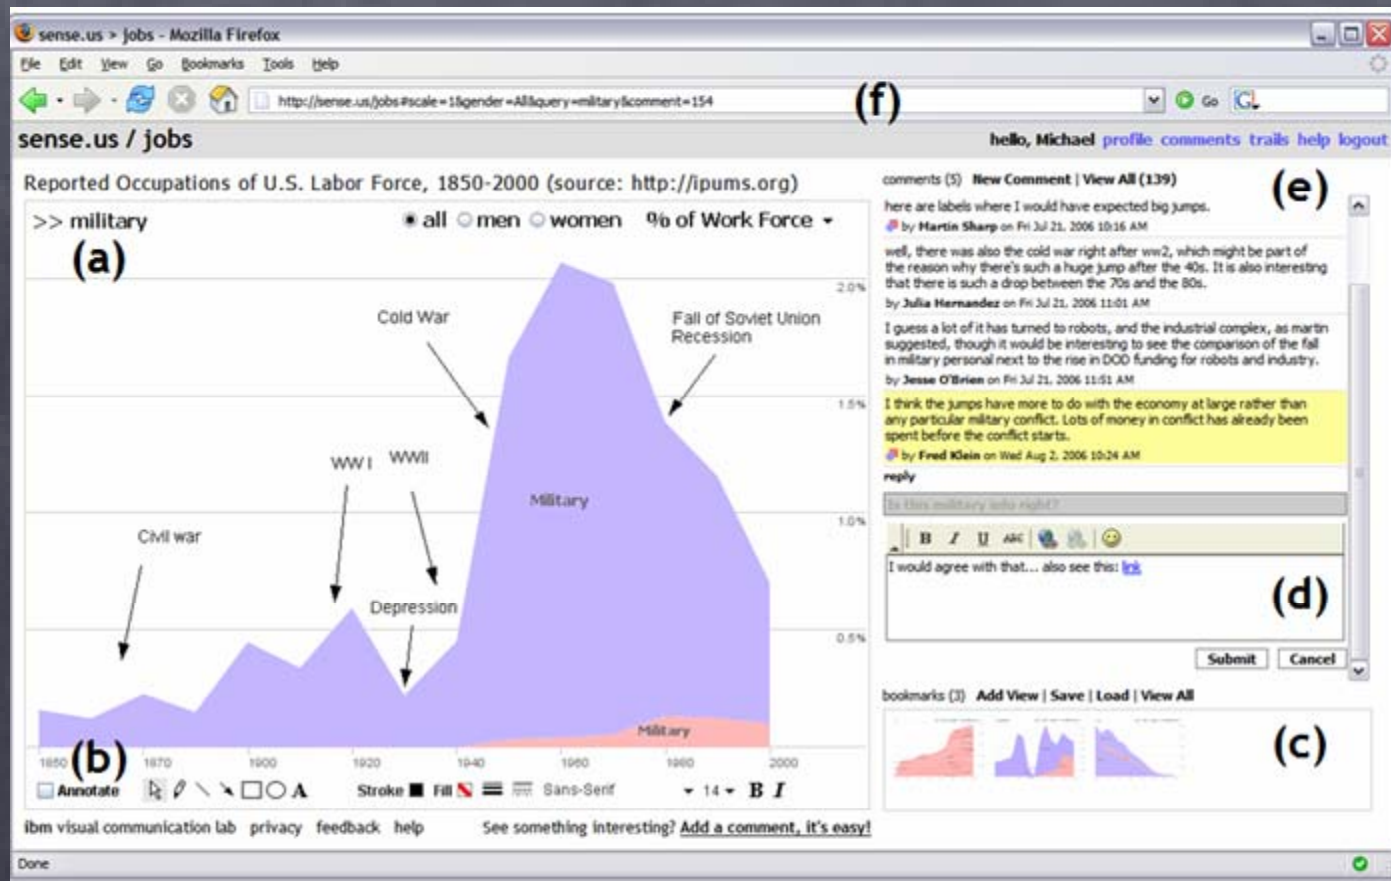 sense.us > jobs - Mozilla Firefox
File Edit View Go Bookmarks Tools Help
http://sense.us/jobs#scale=1&gender=All&query=military&comment=154
(f)
Go
G
sense.us / jobs
hello, Michael profile comments trails help logout
Reported Occupations of U.S. Labor Force, 1850-2000 (source: http://ipums.org)
>> military
all men women % of Work Force
(a)
2.0%
Cold War
Fall of Soviet Union
Recession
1.5%
WW I
WWII
Military
1.0%
Civil war
Depression
0.5%
Military
(b)
1850 1870 1900 1920 1960 1980 2000
Annotate A Stroke Fill Sans-Serif 14 B I
ibm visual communication lab privacy feedback help
See something interesting? Add a comment, it's easy!
comments (5) New Comment | View All (139)
(e)
here are labels where I would have expected big jumps.
by Martin Sharp on Fri Jul 21, 2006 10:16 AM
well, there was also the cold war right after ww2, which might be part of
the reason why there's such a huge jump after the 40s. It is also interesting
that there is such a drop between the 70s and the 80s.
by Julia Hernandez on Fri Jul 21, 2006 11:01 AM
I guess a lot of it has turned to robots, and the industrial complex, as martin
suggested, though it would be interesting to see the comparison of the fall
in military personal next to the rise in DOD funding for robots and industry.
by Jesse O'Brien on Fri Jul 21, 2006 11:51 AM
I think the jumps have more to do with the economy at large rather than
any particular military conflict. Lots of money in conflict has already been
spent before the conflict starts.
by Fred Klein on Wed Aug 2, 2006 10:24 AM
reply
Is this military info right?
B I U ABC
I would agree with that... also see this: link
(d)
Submit Cancel
bookmarks (3) Add View | Save | Load | View All
(c)
Done